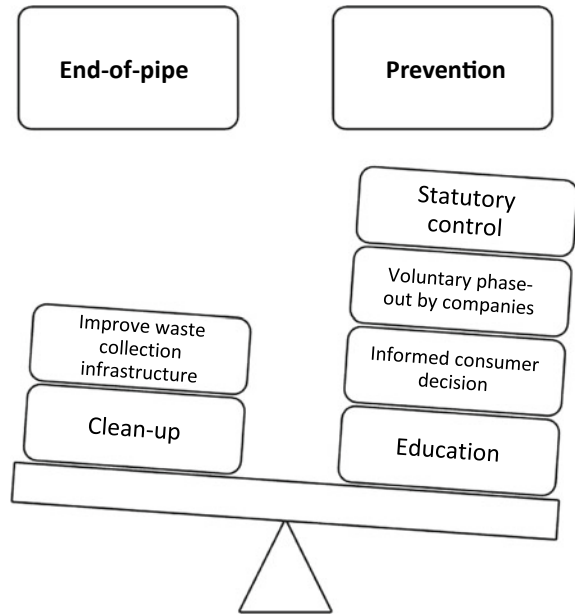 End-of-pipe
Prevention
Statutory
control
Voluntary phase-
out by companies
Improve waste
collection
infrastructure
Informed consumer
decision
Clean-up
Education